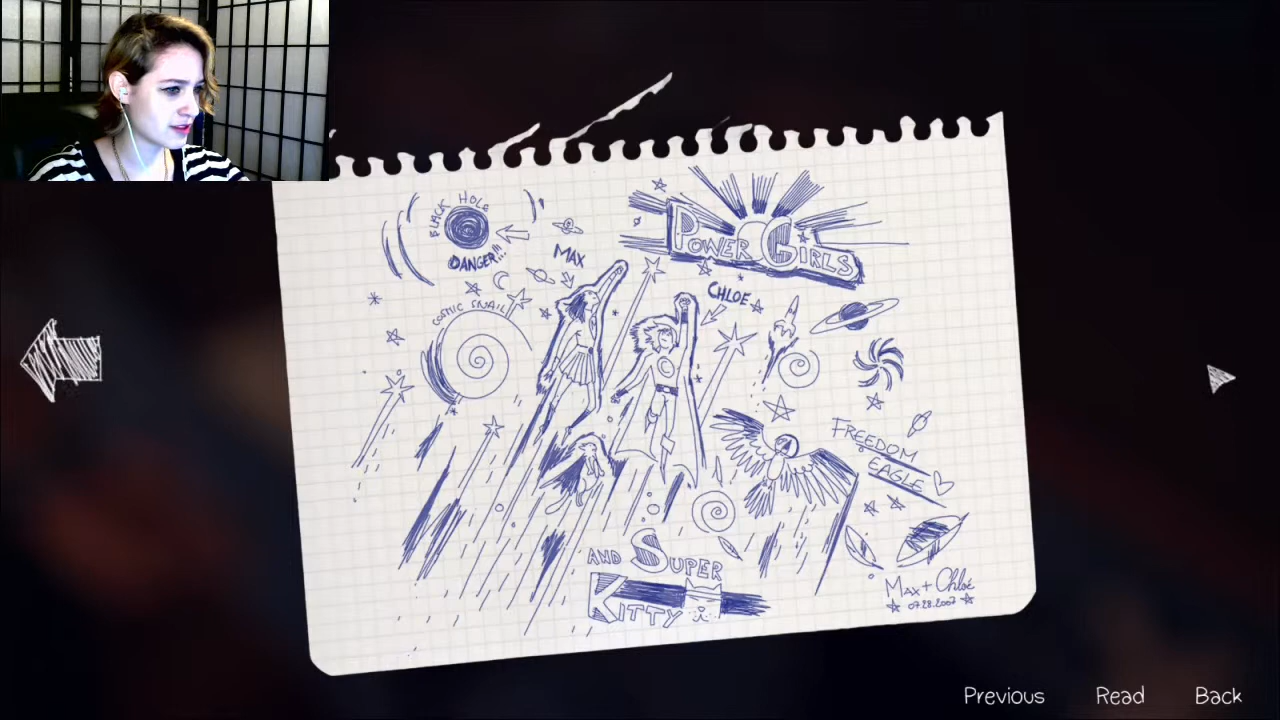 BLACK HOLE
DANGER!!!
MAX
POWER GIRLS
CHLOE
COSMIC SNAIL
FREEDOM
EAGLE
AND SUPER
KITTY
MAX + Chloé
07.28.2007
Previous
Read
Back